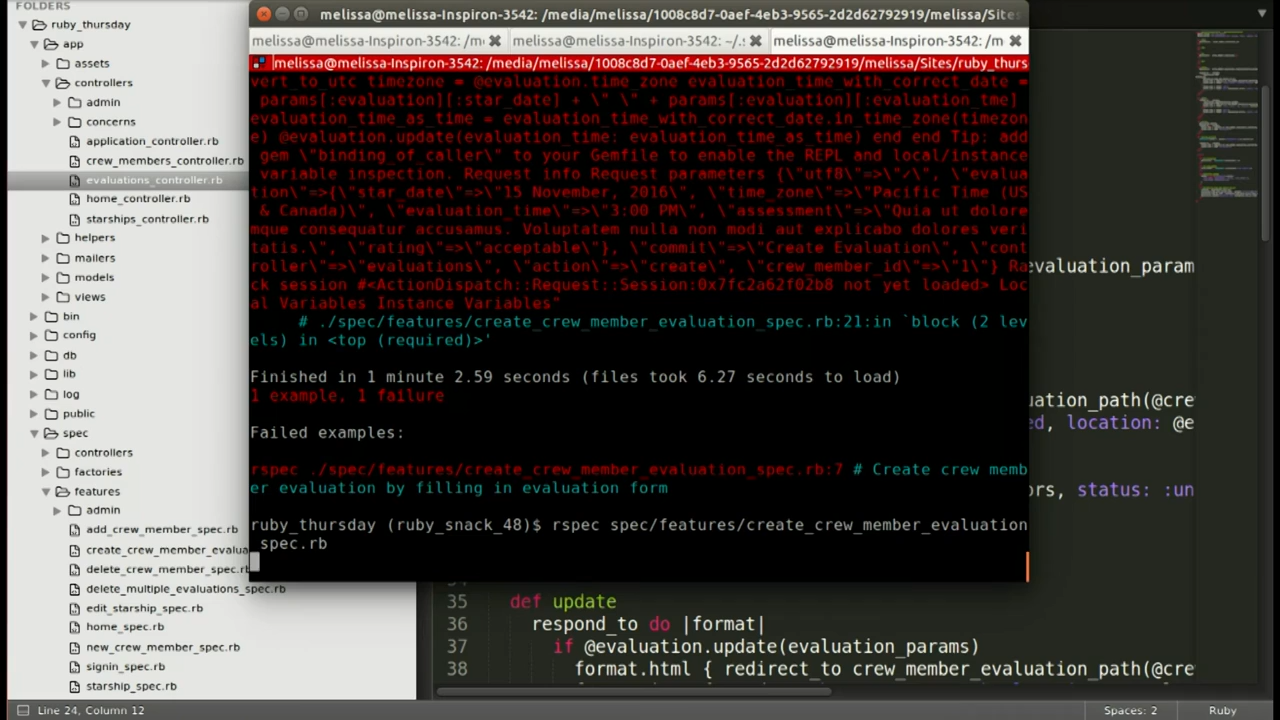 FOLDERS
ruby_thursday
app
assets
controllers
admin
concerns
application_controller.rb
crew_members_controller.rb
evaluations_controller.rb
home_controller.rb
starships_controller.rb
helpers
mailers
models
views
bin
config
db
lib
log
public
spec
controllers
factories
features
admin
add_crew_member_spec.rb
create_crew_member_evalua
delete_crew_member_spec.rb
delete_multiple_evaluations_spec.rb
edit_starship_spec.rb
home_spec.rb
new_crew_member_spec.rb
signin_spec.rb
starship_spec.rb
melissa@melissa-Inspiron-3542: /media/melissa/1008c8d7-0aef-4eb3-9565-2d2d62792919/melissa/Sites
melissa@melissa-Inspiron-3542: /m
melissa@melissa-Inspiron-3542: ~/.s
melissa@melissa-Inspiron-3542: /m
melissa@melissa-Inspiron-3542: /media/melissa/1008c8d7-0aef-4eb3-9565-2d2d62792919/melissa/Sites/ruby_thurs
vert_to_utc timezone = @evaluation.time_zone evaluation_time_with_correct_date =
params[:evaluation][:star_date] + \" \" + params[:evaluation][:evaluation_tme]
evaluation_time_as_time = evaluation_time_with_correct_date.in_time_zone(timezon
e) @evaluation.update(evaluation_time: evaluation_time_as_time) end end Tip: add
gem \"binding_of_caller\" to your Gemfile to enable the REPL and local/instance
variable inspection. Request info Request parameters {\"utf8\"=>\"✓\", \"evalua
tion\"=>{\"star_date\"=>\"15 November, 2016\", \"time_zone\"=>\"Pacific Time (US
& Canada)\", \"evaluation_time\"=>\"3:00 PM\", \"assessment\"=>\"Quia ut dolore
mque consequatur accusamus. Voluptatem nulla non modi aut explicabo dolores veri
tatis.\", \"rating\"=>\"acceptable\"}, \"commit\"=>\"Create Evaluation\", \"cont
roller\"=>\"evaluations\", \"action\"=>\"create\", \"crew_member_id\"=>\"1\"} Ra
ck session #<ActionDispatch::Request::Session:0x7fc2a62f02b8 not yet loaded> Loc
al Variables Instance Variables"
# ./spec/features/create_crew_member_evaluation_spec.rb:21:in `block (2 lev
els) in <top (required)>'
Finished in 1 minute 2.59 seconds (files took 6.27 seconds to load)
1 example, 1 failure
Failed examples:
rspec ./spec/features/create_crew_member_evaluation_spec.rb:7 # Create crew memb
er evaluation by filling in evaluation form
ruby_thursday (ruby_snack_48)$ rspec spec/features/create_crew_member_evaluation
_spec.rb
evaluation_param
uation_path(@cre
ed, location: @e
ors, status: :un
35 def update
36 respond_to do |format|
37 if @evaluation.update(evaluation_params)
38 format.html { redirect_to crew_member_evaluation_path(@cre
Line 24, Column 12
Spaces: 2
Ruby